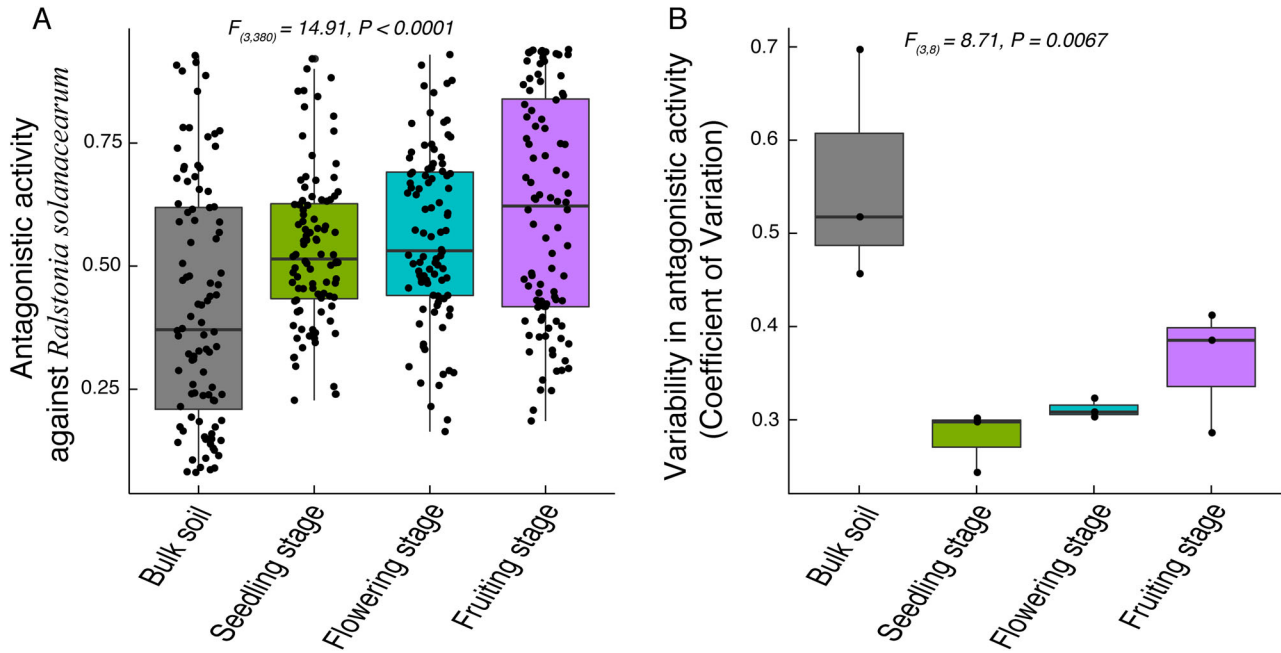 A
F(3,380) = 14.91, P < 0.0001
Antagonistic activity
against Ralstonia solanacearum
0.75
0.50
0.25
Bulk soil
Seedling stage
Flowering stage
Fruiting stage
B
F(3,8) = 8.71, P = 0.0067
Variability in antagonistic activity
(Coefficient of Variation)
0.7
0.6
0.5
0.4
0.3
Bulk soil
Seedling stage
Flowering stage
Fruiting stage